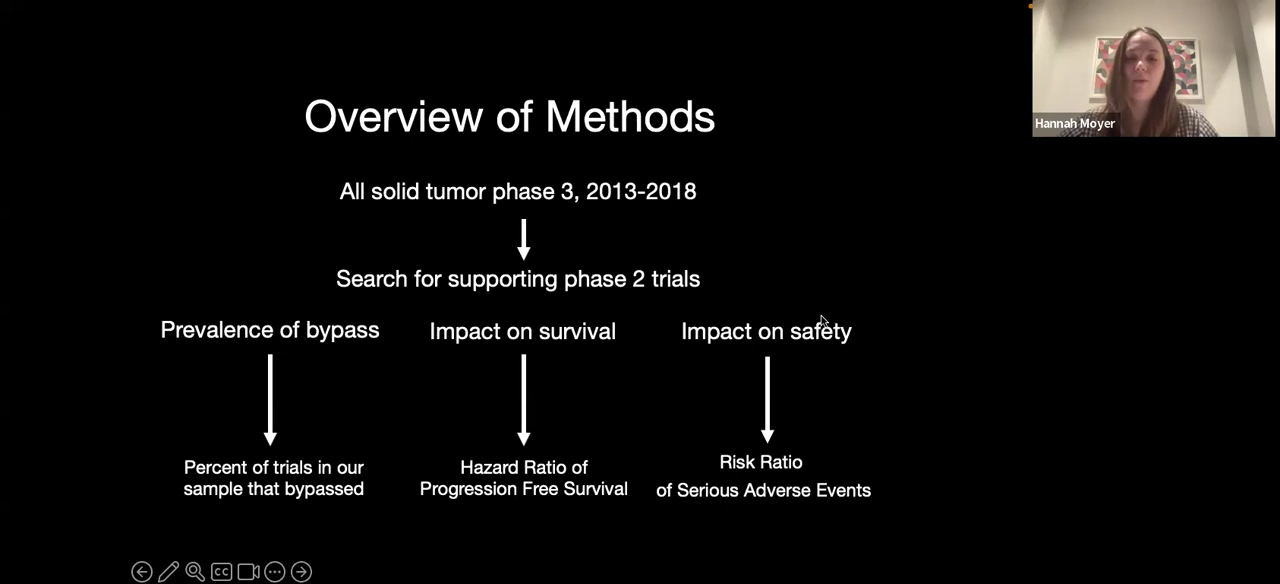 Overview of Methods
All solid tumor phase 3, 2013-2018
Search for supporting phase 2 trials
Prevalence of bypass
Impact on survival
Impact on safety
Percent of trials in our
sample that bypassed
Hazard Ratio of
Progression Free Survival
Risk Ratio
of Serious Adverse Events
Hannah Moyer
CC